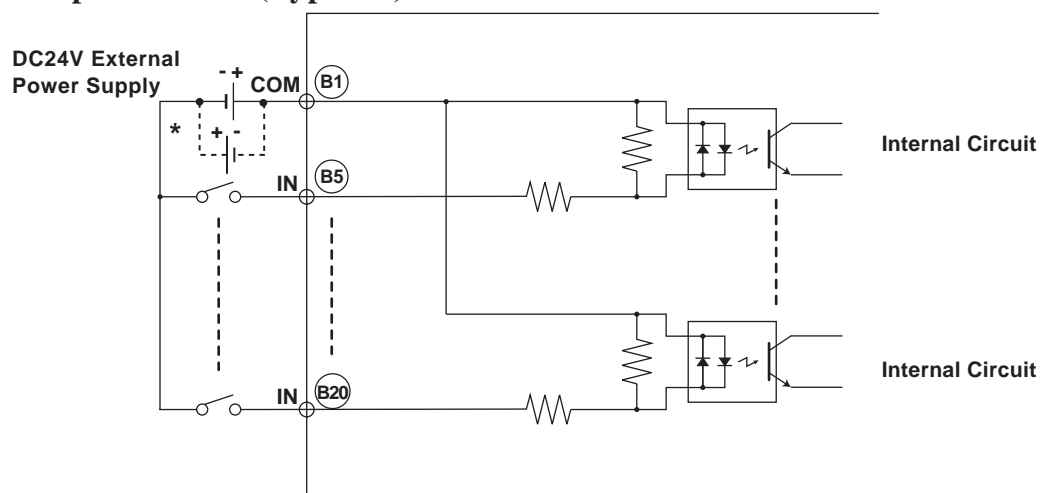 DC24V External
Power Supply
- +
COM
B1
*
+ -
IN
B5
Internal Circuit
IN
B20
Internal Circuit